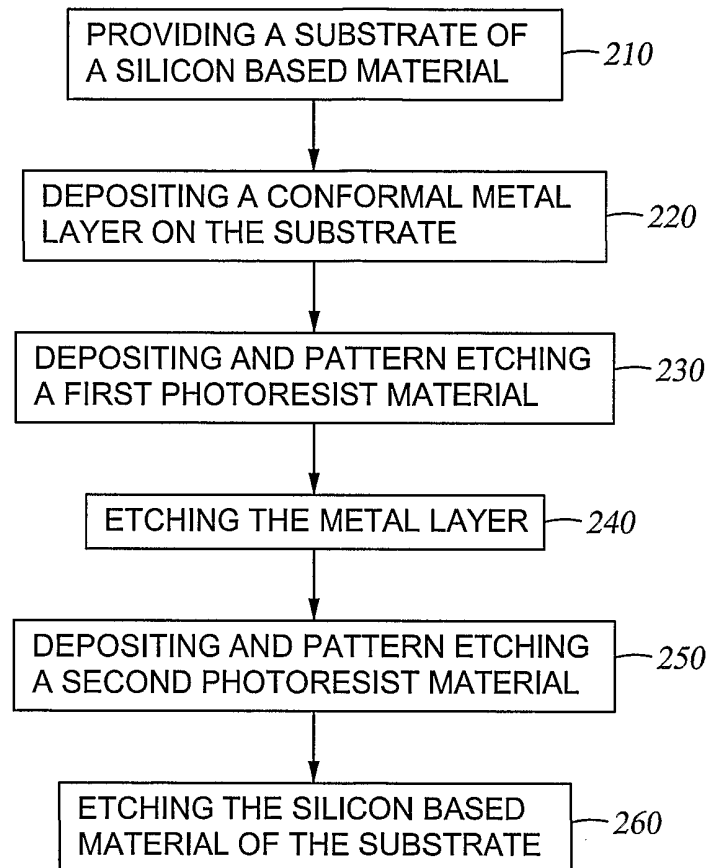 PROVIDING A SUBSTRATE OF
A SILICON BASED MATERIAL
210
DEPOSITING A CONFORMAL METAL
LAYER ON THE SUBSTRATE
220
DEPOSITING AND PATTERN ETCHING
A FIRST PHOTORESIST MATERIAL
230
ETCHING THE METAL LAYER
240
DEPOSITING AND PATTERN ETCHING
A SECOND PHOTORESIST MATERIAL
250
ETCHING THE SILICON BASED
MATERIAL OF THE SUBSTRATE
260